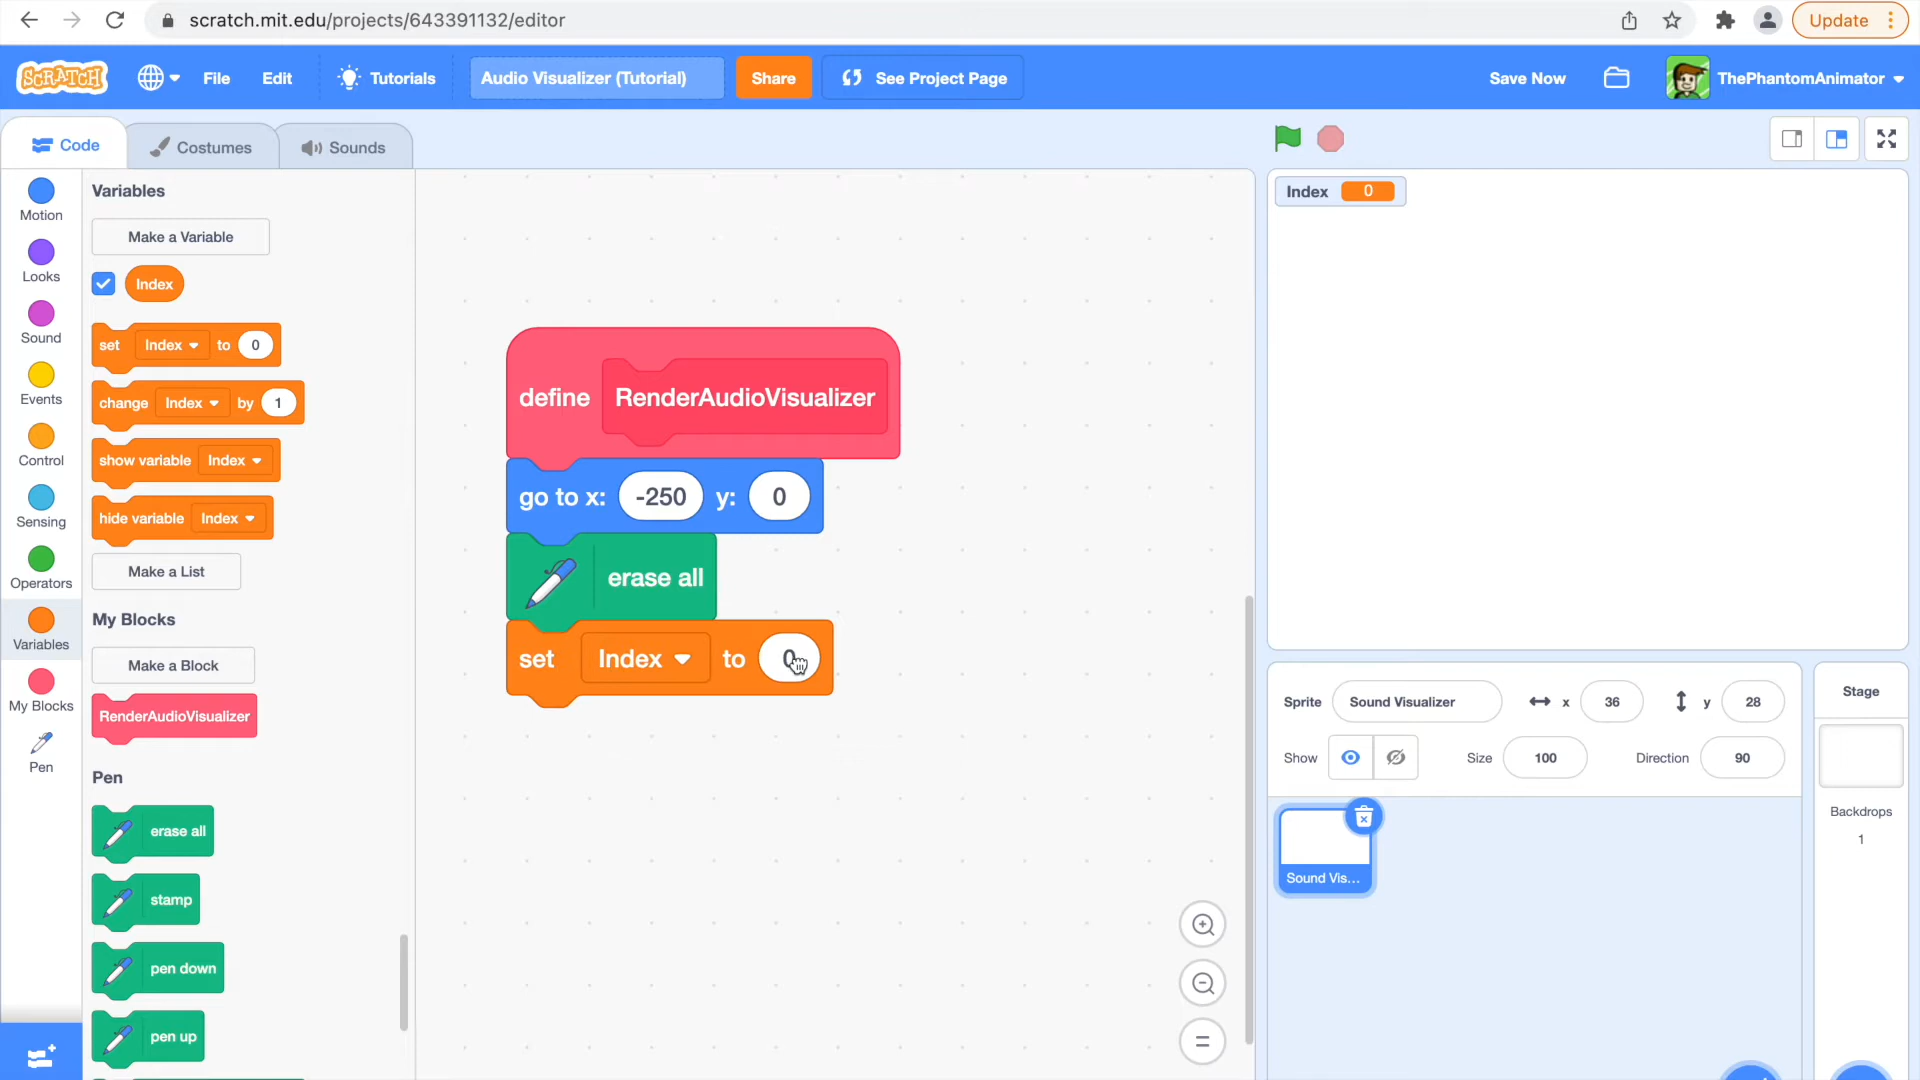 scratch.mit.edu/projects/643391132/editor
Update
SCRATCH
File
Edit
Tutorials
Audio Visualizer (Tutorial)
Share
See Project Page
Save Now
ThePhantomAnimator
Code
Costumes
Sounds
Motion
Looks
Sound
Events
Control
Sensing
Operators
Variables
My Blocks
Pen
Variables
Make a Variable
Index
set Index to 0
change Index by 1
show variable Index
hide variable Index
Make a List
My Blocks
Make a Block
RenderAudioVisualizer
Pen
erase all
stamp
pen down
pen up
define RenderAudioVisualizer
go to x: -250 y: 0
erase all
set Index to 0
Index 0
Sprite Sound Visualizer x 36 y 28
Show Size 100 Direction 90
Sound Vis...
Stage
Backdrops
1